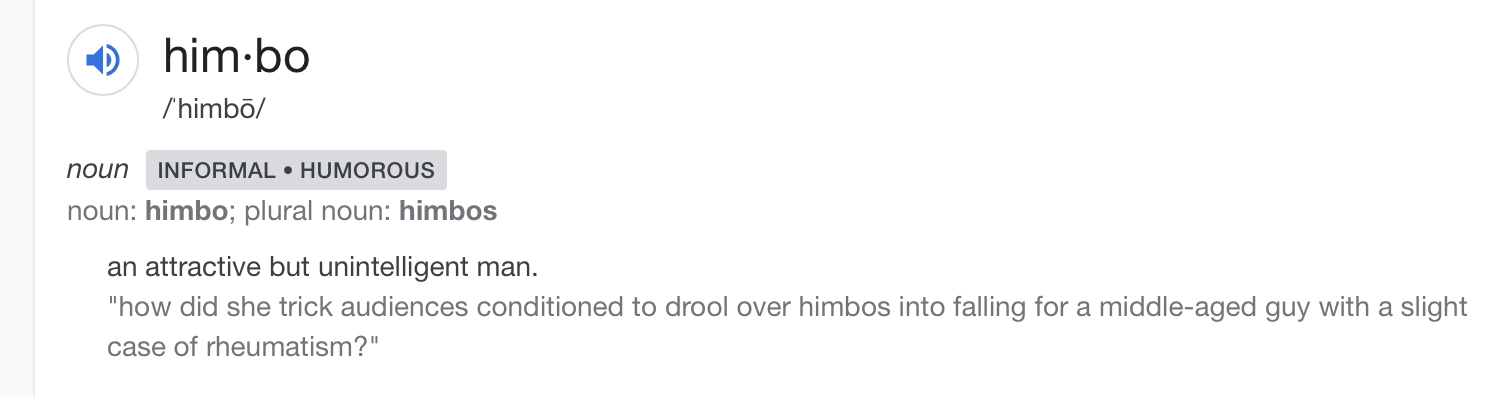 him·bo
/ˈhimbō/
noun INFORMAL • HUMOROUS
noun: himbo; plural noun: himbos
an attractive but unintelligent man.
"how did she trick audiences conditioned to drool over himbos into falling for a middle-aged guy with a slight
case of rheumatism?"